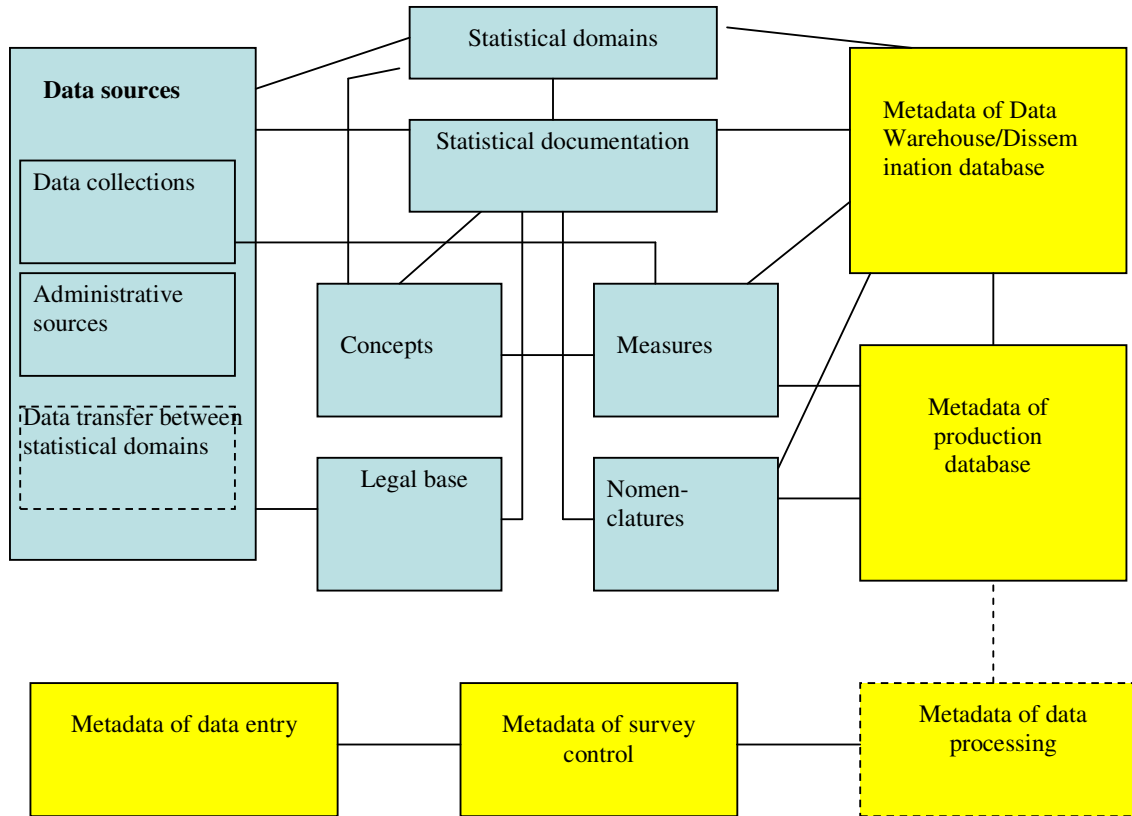 Statistical domains
Data sources
Metadata of Data
Warehouse/Dissem
ination database
Statistical documentation
Data collections
Administrative
sources
Concepts
Measures
Data transfer between
statistical domains
Metadata of
production
database
Legal base
Nomen-
clatures
Metadata of data entry
Metadata of survey
control
Metadata of data
processing